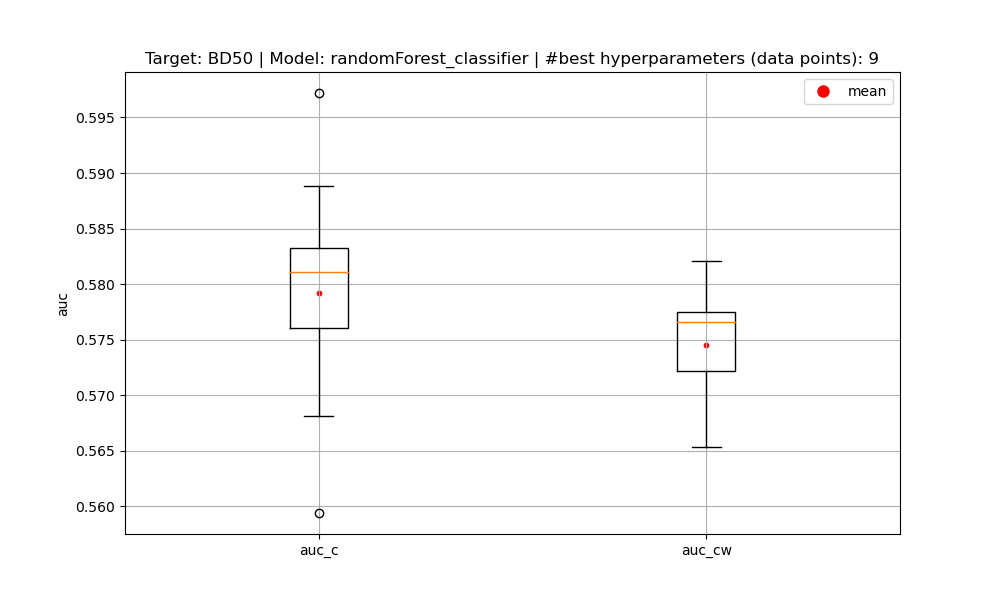 Target: BD50 | Model: randomForest_classifier | #best hyperparameters (data points): 9
mean
0.595
0.590
0.585
0.580
0.575
0.570
0.565
0.560
auc
auc_c
auc_cw